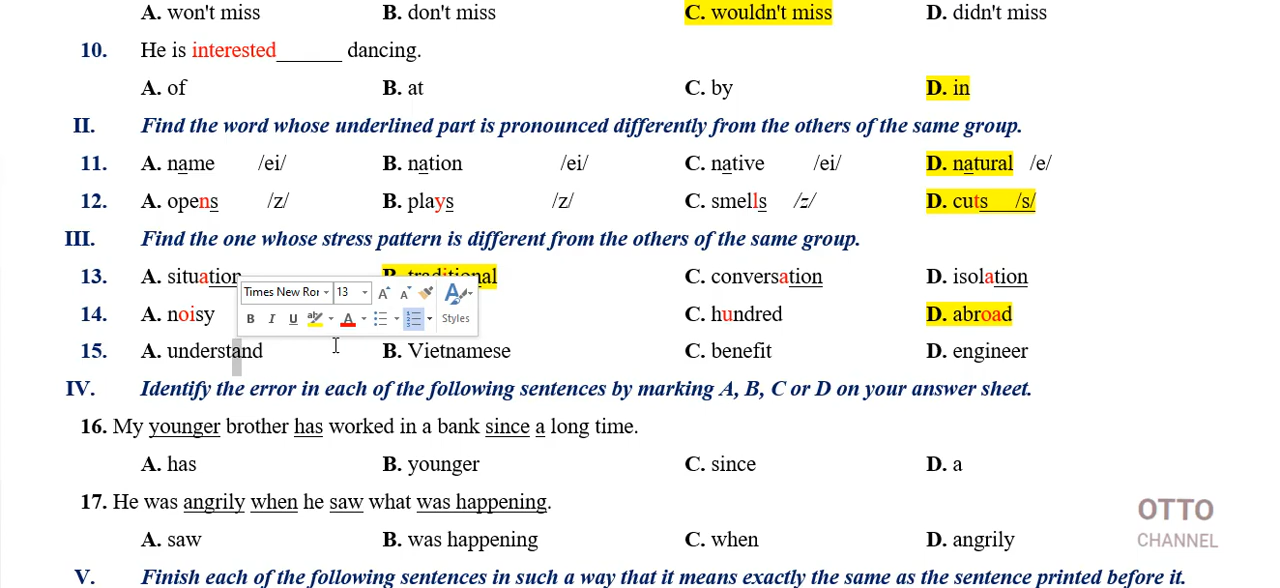 A. won't miss B. don't miss C. wouldn't miss D. didn't miss
10. He is interested______ dancing.
A. of B. at C. by D. in
II. Find the word whose underlined part is pronounced differently from the others of the same group.
11. A. name /ei/ B. nation /ei/ C. native /ei/ D. natural /e/
12. A. opens /z/ B. plays /z/ C. smells /z/ D. cuts /s/
III. Find the one whose stress pattern is different from the others of the same group.
13. A. situation B. traditional C. conversation D. isolation
Times New Ror 13
14. A. noisy C. hundred D. abroad
B I U Styles
15. A. understand B. Vietnamese C. benefit D. engineer
IV. Identify the error in each of the following sentences by marking A, B, C or D on your answer sheet.
16. My younger brother has worked in a bank since a long time.
A. has B. younger C. since D. a
17. He was angrily when he saw what was happening.
OTTO
A. saw B. was happening C. when D. angrily
CHANNEL
V. Finish each of the following sentences in such a way that it means exactly the same as the sentence printed before it.